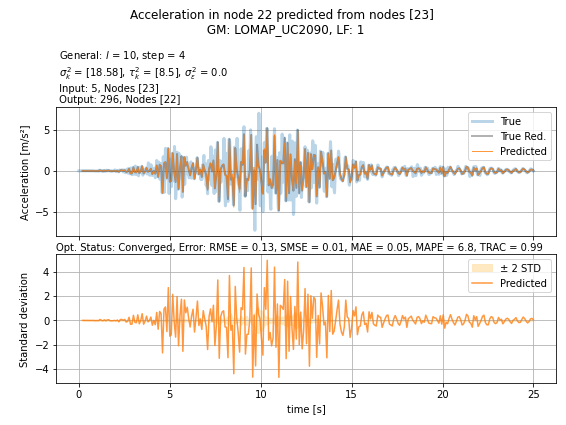 Acceleration in node 22 predicted from nodes [23]
GM: LOMAP_UC2090, LF: 1
General: l = 10, step = 4
σ²ₖ = [18.58], τ²ₖ = [8.5], σ²ₑ = 0.0
Input: 5, Nodes [23]
Output: 296, Nodes [22]
Acceleration [m/s²]
5
0
−5
True
True Red.
Predicted
Opt. Status: Converged, Error: RMSE = 0.13, SMSE = 0.01, MAE = 0.05, MAPE = 6.8, TRAC = 0.99
Standard deviation
4
2
0
−2
−4
± 2 STD
Predicted
0 5 10 15 20 25
time [s]